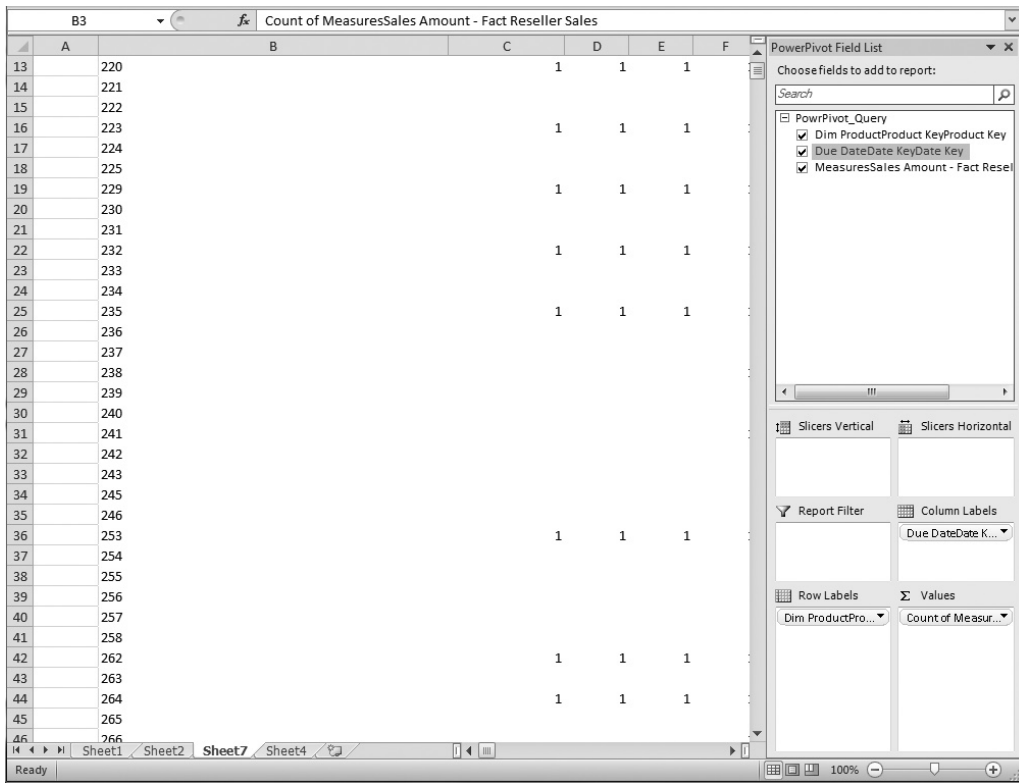 B3 fx Count of MeasuresSales Amount - Fact Reseller Sales
A B C D E F
13 220 1 1 1
14 221
15 222
16 223 1 1 1
17 224
18 225
19 229 1 1 1
20 230
21 231
22 232 1 1 1
23 233
24 234
25 235 1 1 1
26 236
27 237
28 238
29 239
30 240
31 241
32 242
33 243
34 245
35 246
36 253 1 1 1
37 254
38 255
39 256
40 257
41 258
42 262 1 1 1
43 263
44 264 1 1 1
45 265
46 266
Sheet1 Sheet2 Sheet7 Sheet4
Ready 100%
PowerPivot Field List
Choose fields to add to report:
Search
PowrPivot_Query
Dim ProductProduct KeyProduct Key
Due DateDate KeyDate Key
MeasuresSales Amount - Fact Resel
Slicers Vertical Slicers Horizontal
Report Filter Column Labels
Due DateDate K...
Row Labels Σ Values
Dim ProductPro... Count of Measur...